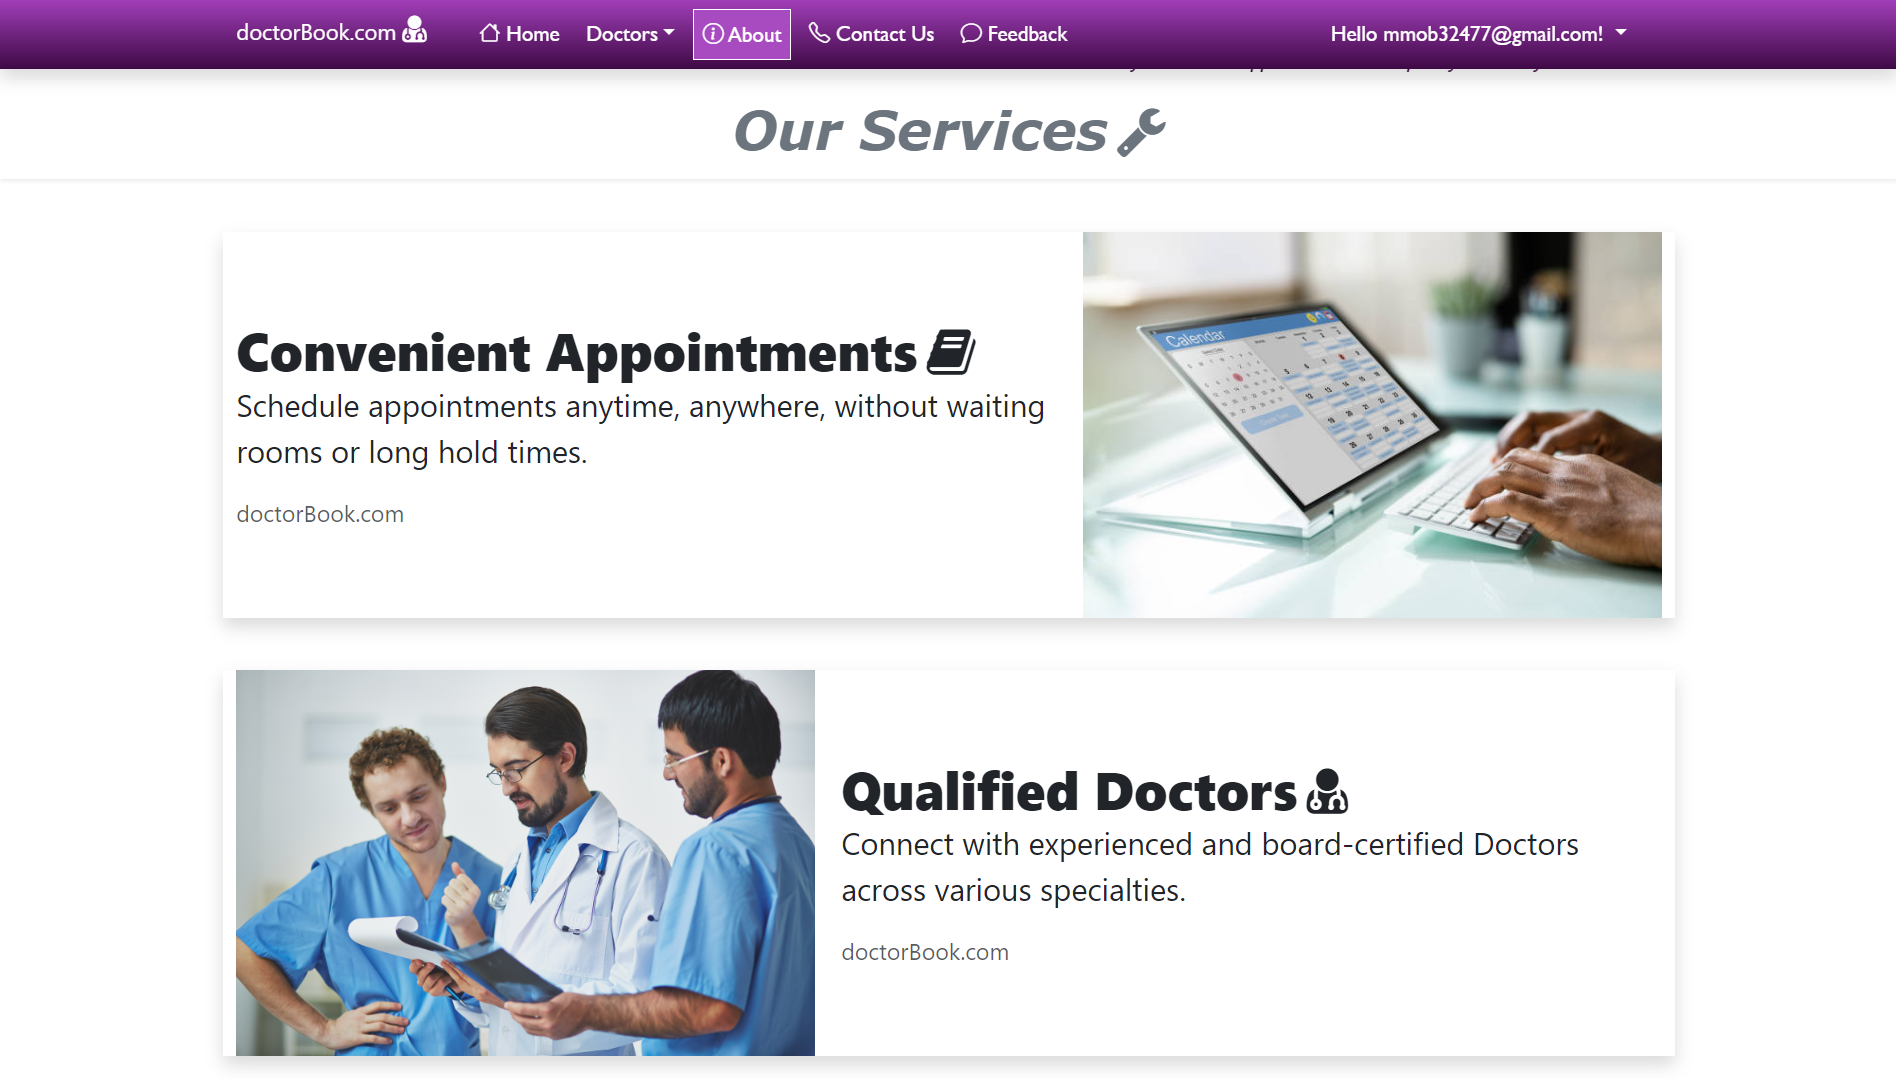 doctorBook.com Home Doctors About Contact Us Feedback Hello mmob32477@gmail.com!
Our Services
Convenient Appointments
Schedule appointments anytime, anywhere, without waiting
rooms or long hold times.
doctorBook.com
Calendar
Qualified Doctors
Connect with experienced and board-certified Doctors
across various specialties.
doctorBook.com